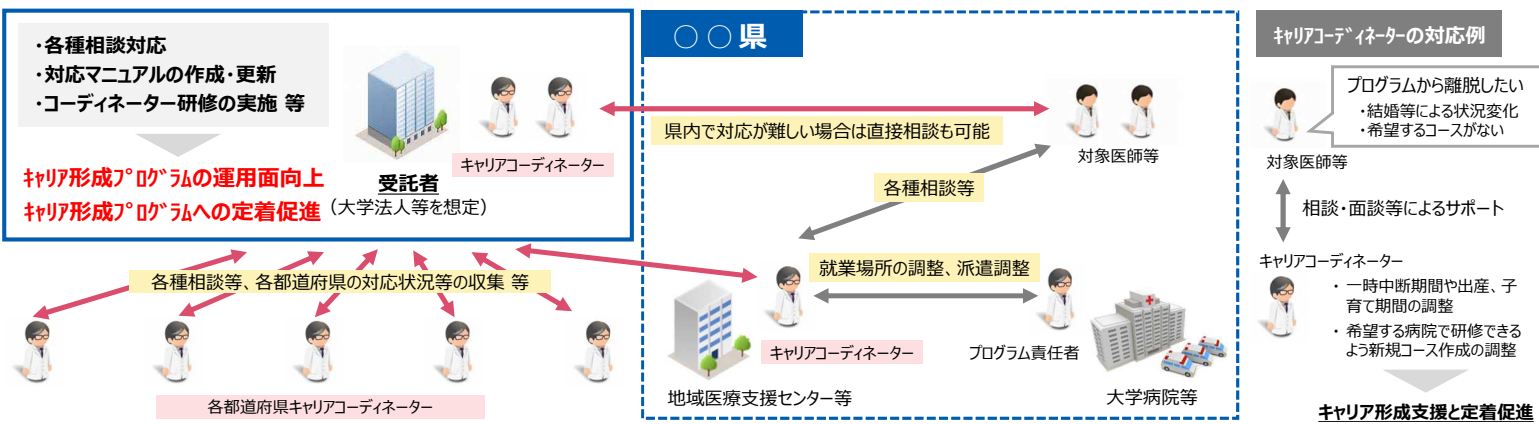 ・各種相談対応
・対応マニュアルの作成・更新
・コーディネーター研修の実施 等
ｷｬﾘｱ形成ﾌﾟﾛｸﾞﾗﾑの運用面向上
ｷｬﾘｱ形成ﾌﾟﾛｸﾞﾗﾑへの定着促進
キャリアコーディネーター
受託者
（大学法人等を想定）
各種相談等、各都道府県の対応状況等の収集 等
各都道府県キャリアコーディネーター
○○県
県内で対応が難しい場合は直接相談も可能
対象医師等
各種相談等
就業場所の調整、派遣調整
キャリアコーディネーター
プログラム責任者
地域医療支援センター等
大学病院等
ｷｬﾘｱｺｰﾃﾞｨﾈｰﾀｰの対応例
プログラムから離脱したい
・結婚等による状況変化
・希望するコースがない
対象医師等
相談・面談等によるサポート
キャリアコーディネーター
・ 一時中断期間や出産、子
育て期間の調整
・ 希望する病院で研修できる
よう新規コース作成の調整
キャリア形成支援と定着促進